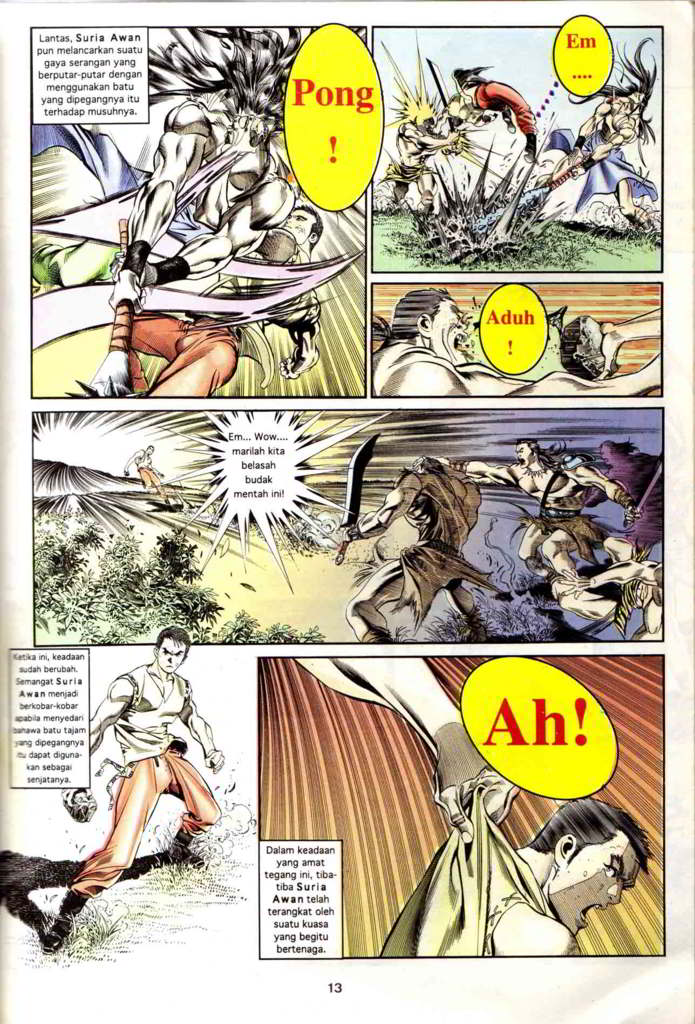 Lantas, Suria Awan
pun melancarkan suatu
gaya serangan yang
berputar-putar dengan
menggunakan batu
yang dipegangnya itu
terhadap musuhnya.
Pong
!
Em
....
Aduh
!
Em... Wow....
marilah kita
belasah
budak
mentah ini!
Ketika ini, keadaan
sudah berubah.
Semangat Suria
Awan menjadi
berkobar-kobar
apabila menyedari
bahawa batu tajam
yang dipegangnya
itu dapat diguna-
kan sebagai
senjatanya.
Ah!
Dalam keadaan
yang amat
tegang ini, tiba-
tiba Suria
Awan telah
terangkat oleh
suatu kuasa
yang begitu
bertenaga.
13